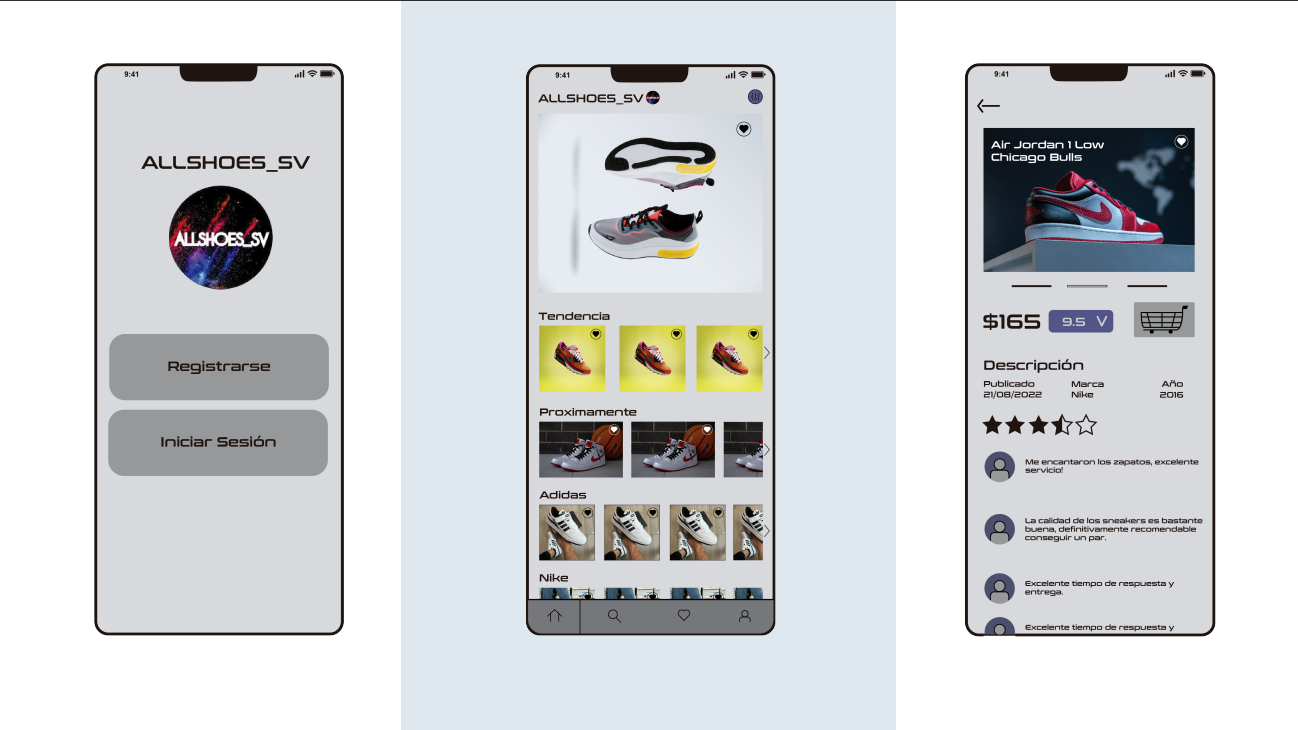 9:41
ALLSHOES_SV
ALLSHOES_SV
Registrarse
Iniciar Sesión
9:41
ALLSHOES_SV
Tendencia
Proximamente
Adidas
Nike
9:41
Air Jordan 1 Low
Chicago Bulls
$165
9.5 V
Descripción
Publicado Marca Año
21/08/2022 Nike 2016
Me encantaron los zapatos, excelente
servicio!
La calidad de los sneakers es bastante
buena, definitivamente recomendable
conseguir un par.
Excelente tiempo de respuesta y
entrega.
Excelente tiempo de respuesta y